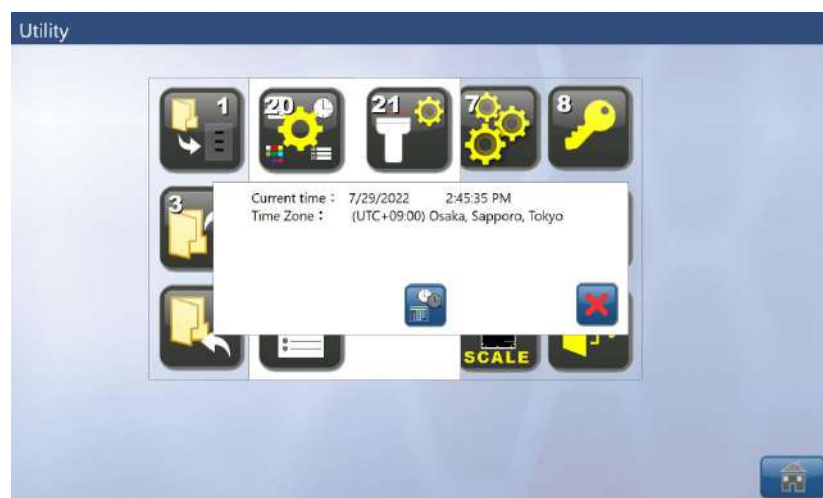 Utility
1
20
21
7
8
3
Current time： 7/29/2022 2:45:35 PM
Time Zone： (UTC+09:00) Osaka, Sapporo, Tokyo
SCALE